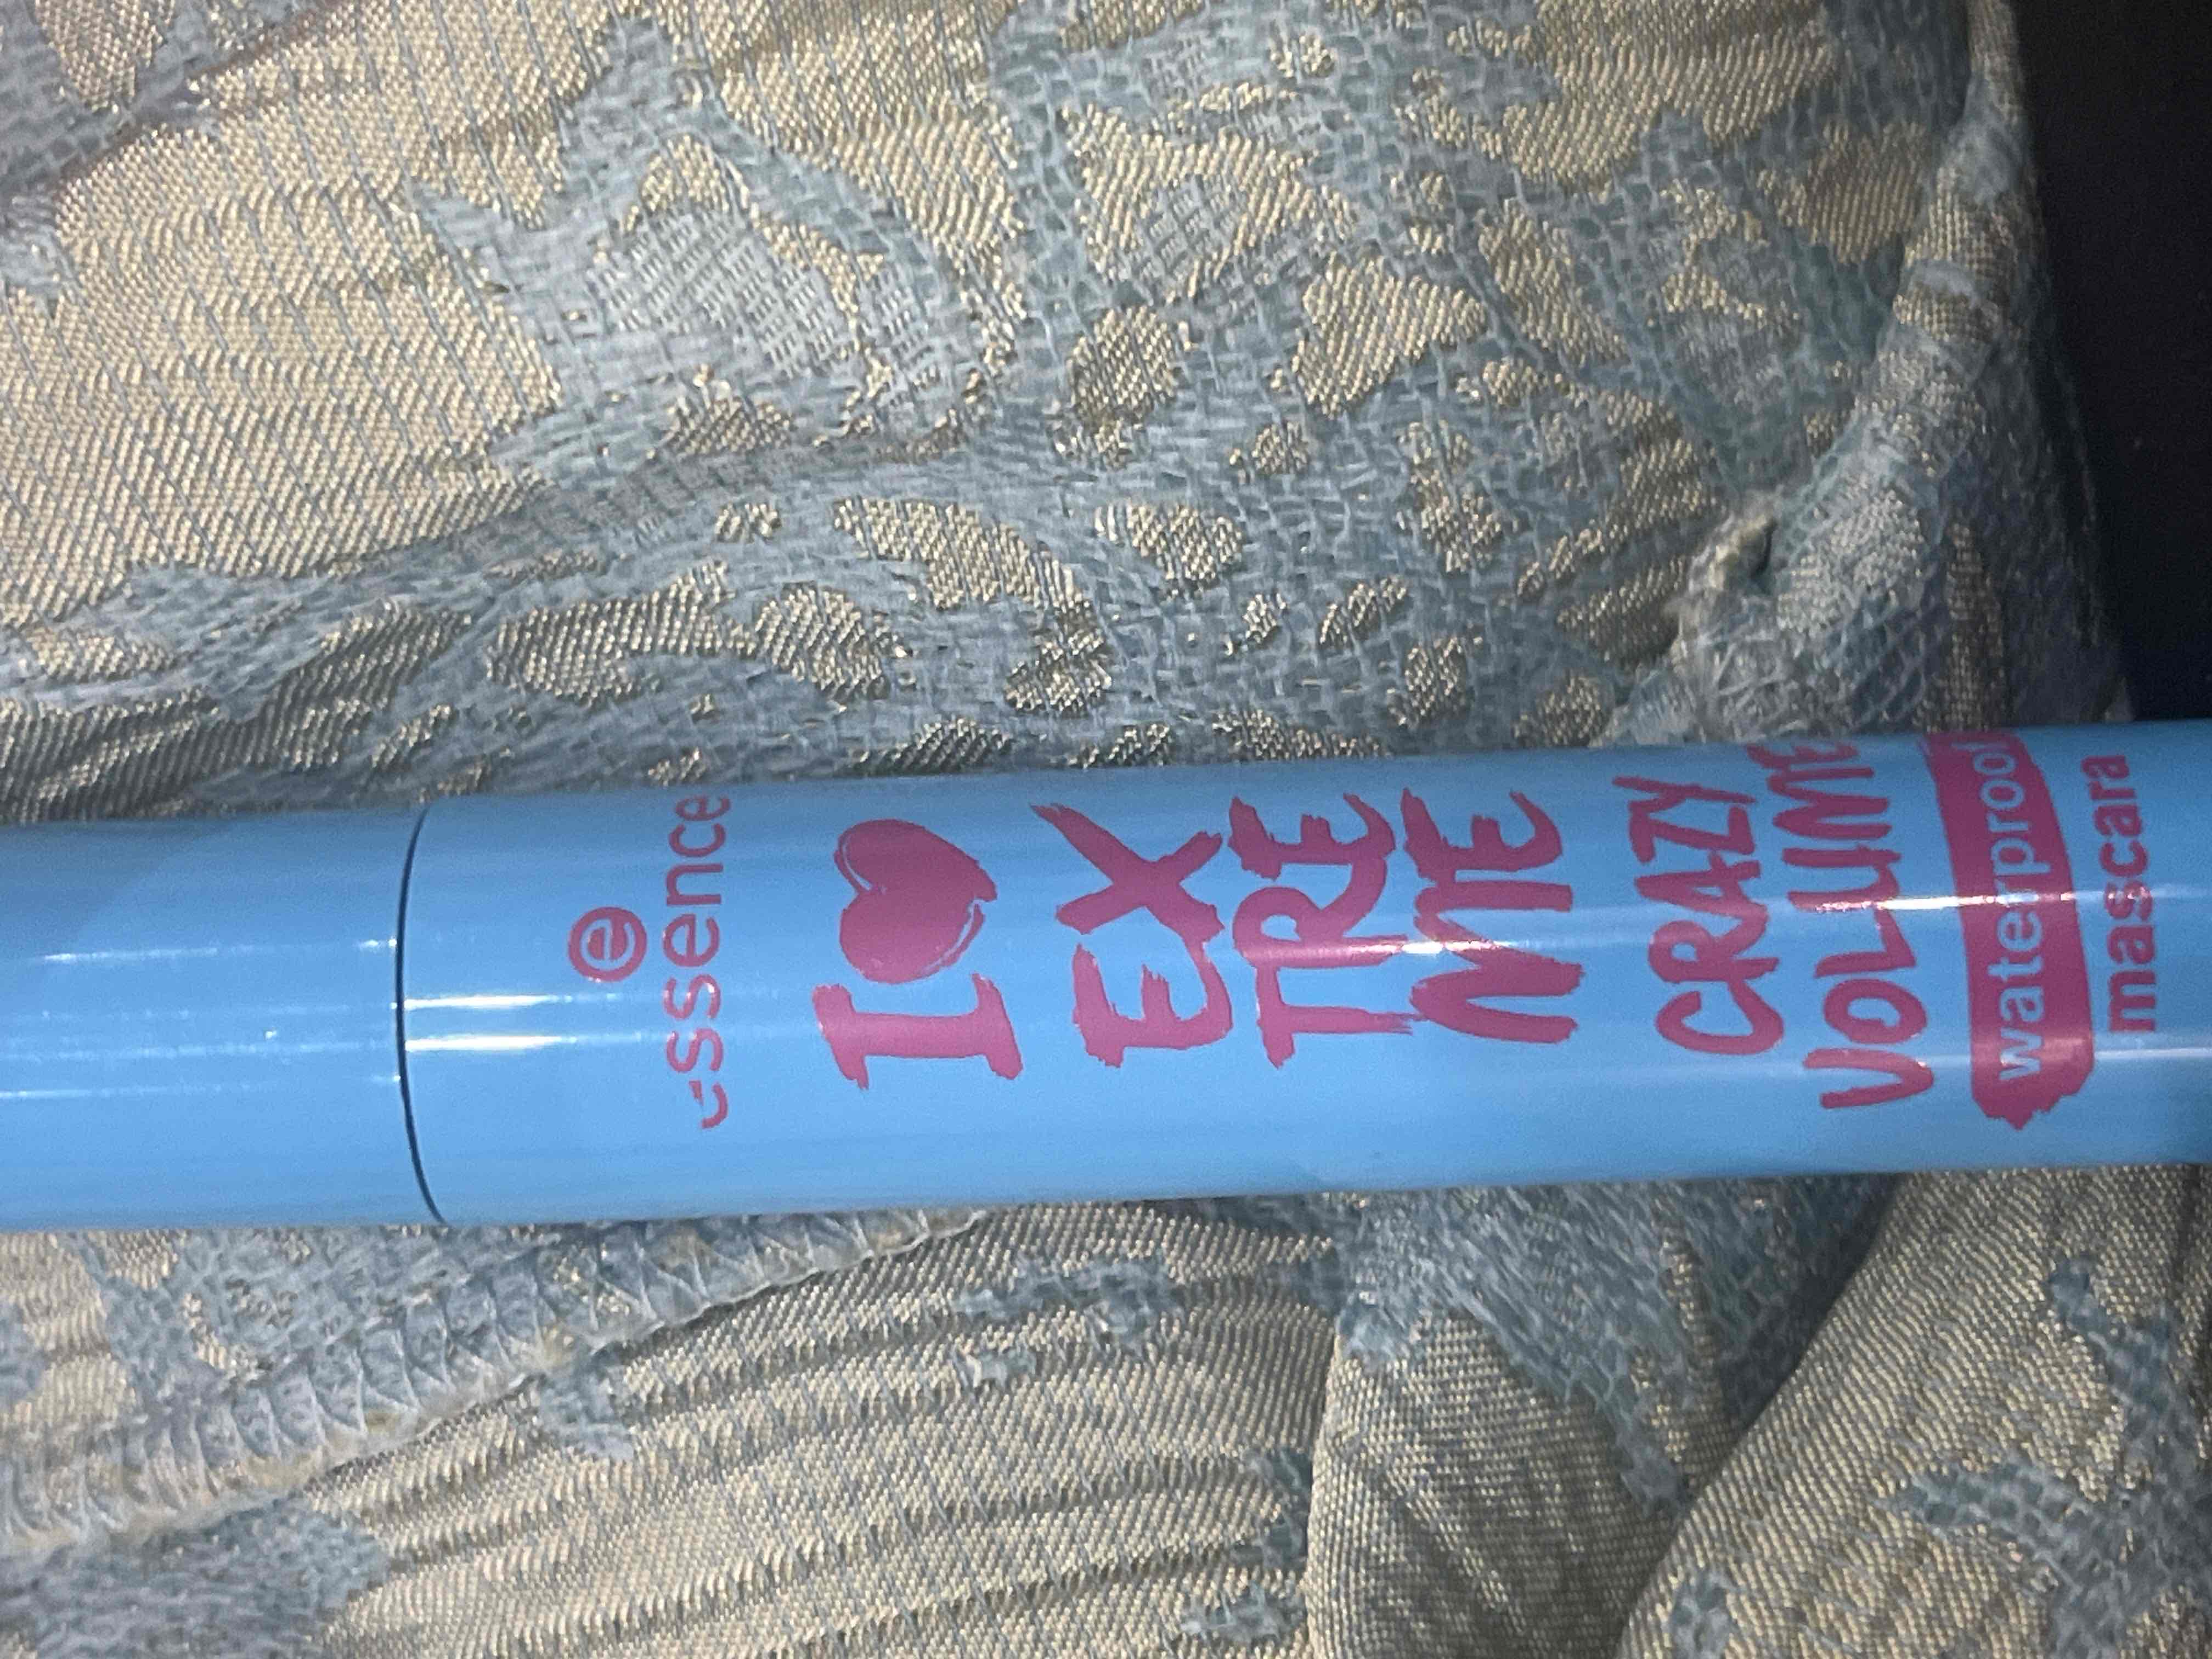 e
essence
I
EX
TRE
ME
CRAZY
VOLUME
waterproof
mascara